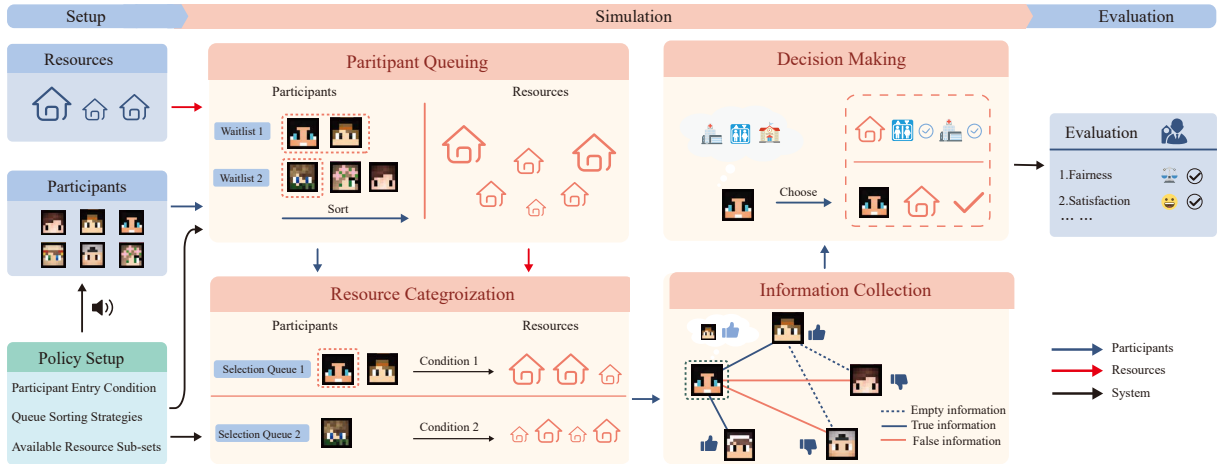 Setup
Simulation
Evaluation
Resources
Participants
Policy Setup
Participant Entry Condition
Queue Sorting Strategies
Available Resource Sub-sets
Paritipant Queuing
Participants
Resources
Waitlist 1
Waitlist 2
Sort
Resource Categroization
Participants
Resources
Selection Queue 1
Condition 1
Selection Queue 2
Condition 2
Decision Making
Choose
Information Collection
Empty information
True information
False information
Evaluation
1.Fairness
2.Satisfaction
... ...
Participants
Resources
System